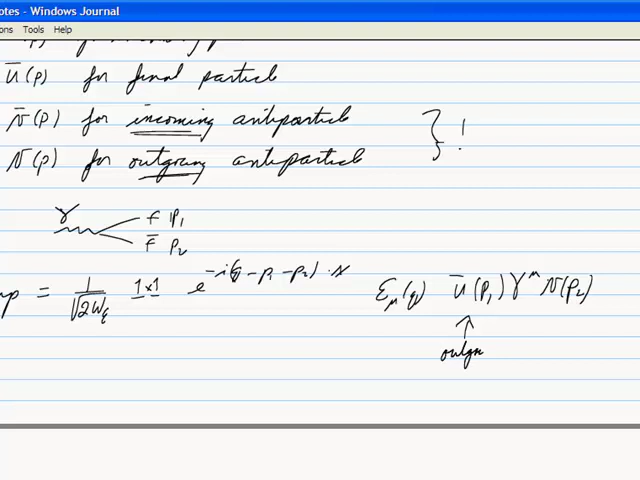 otes - Windows Journal
ons Tools Help
ū(p) for final particle
v̄(p) for incoming antiparticle
v(p) for outgoing antiparticle } !
γ f p₁
f̄ p₂
mp = 1/√2ω_q 1×1 e^{-i(q - p₁ - p₂)·x} ε_μ(q) ū(p₁) γ^μ v(p₂)
↑
outgo